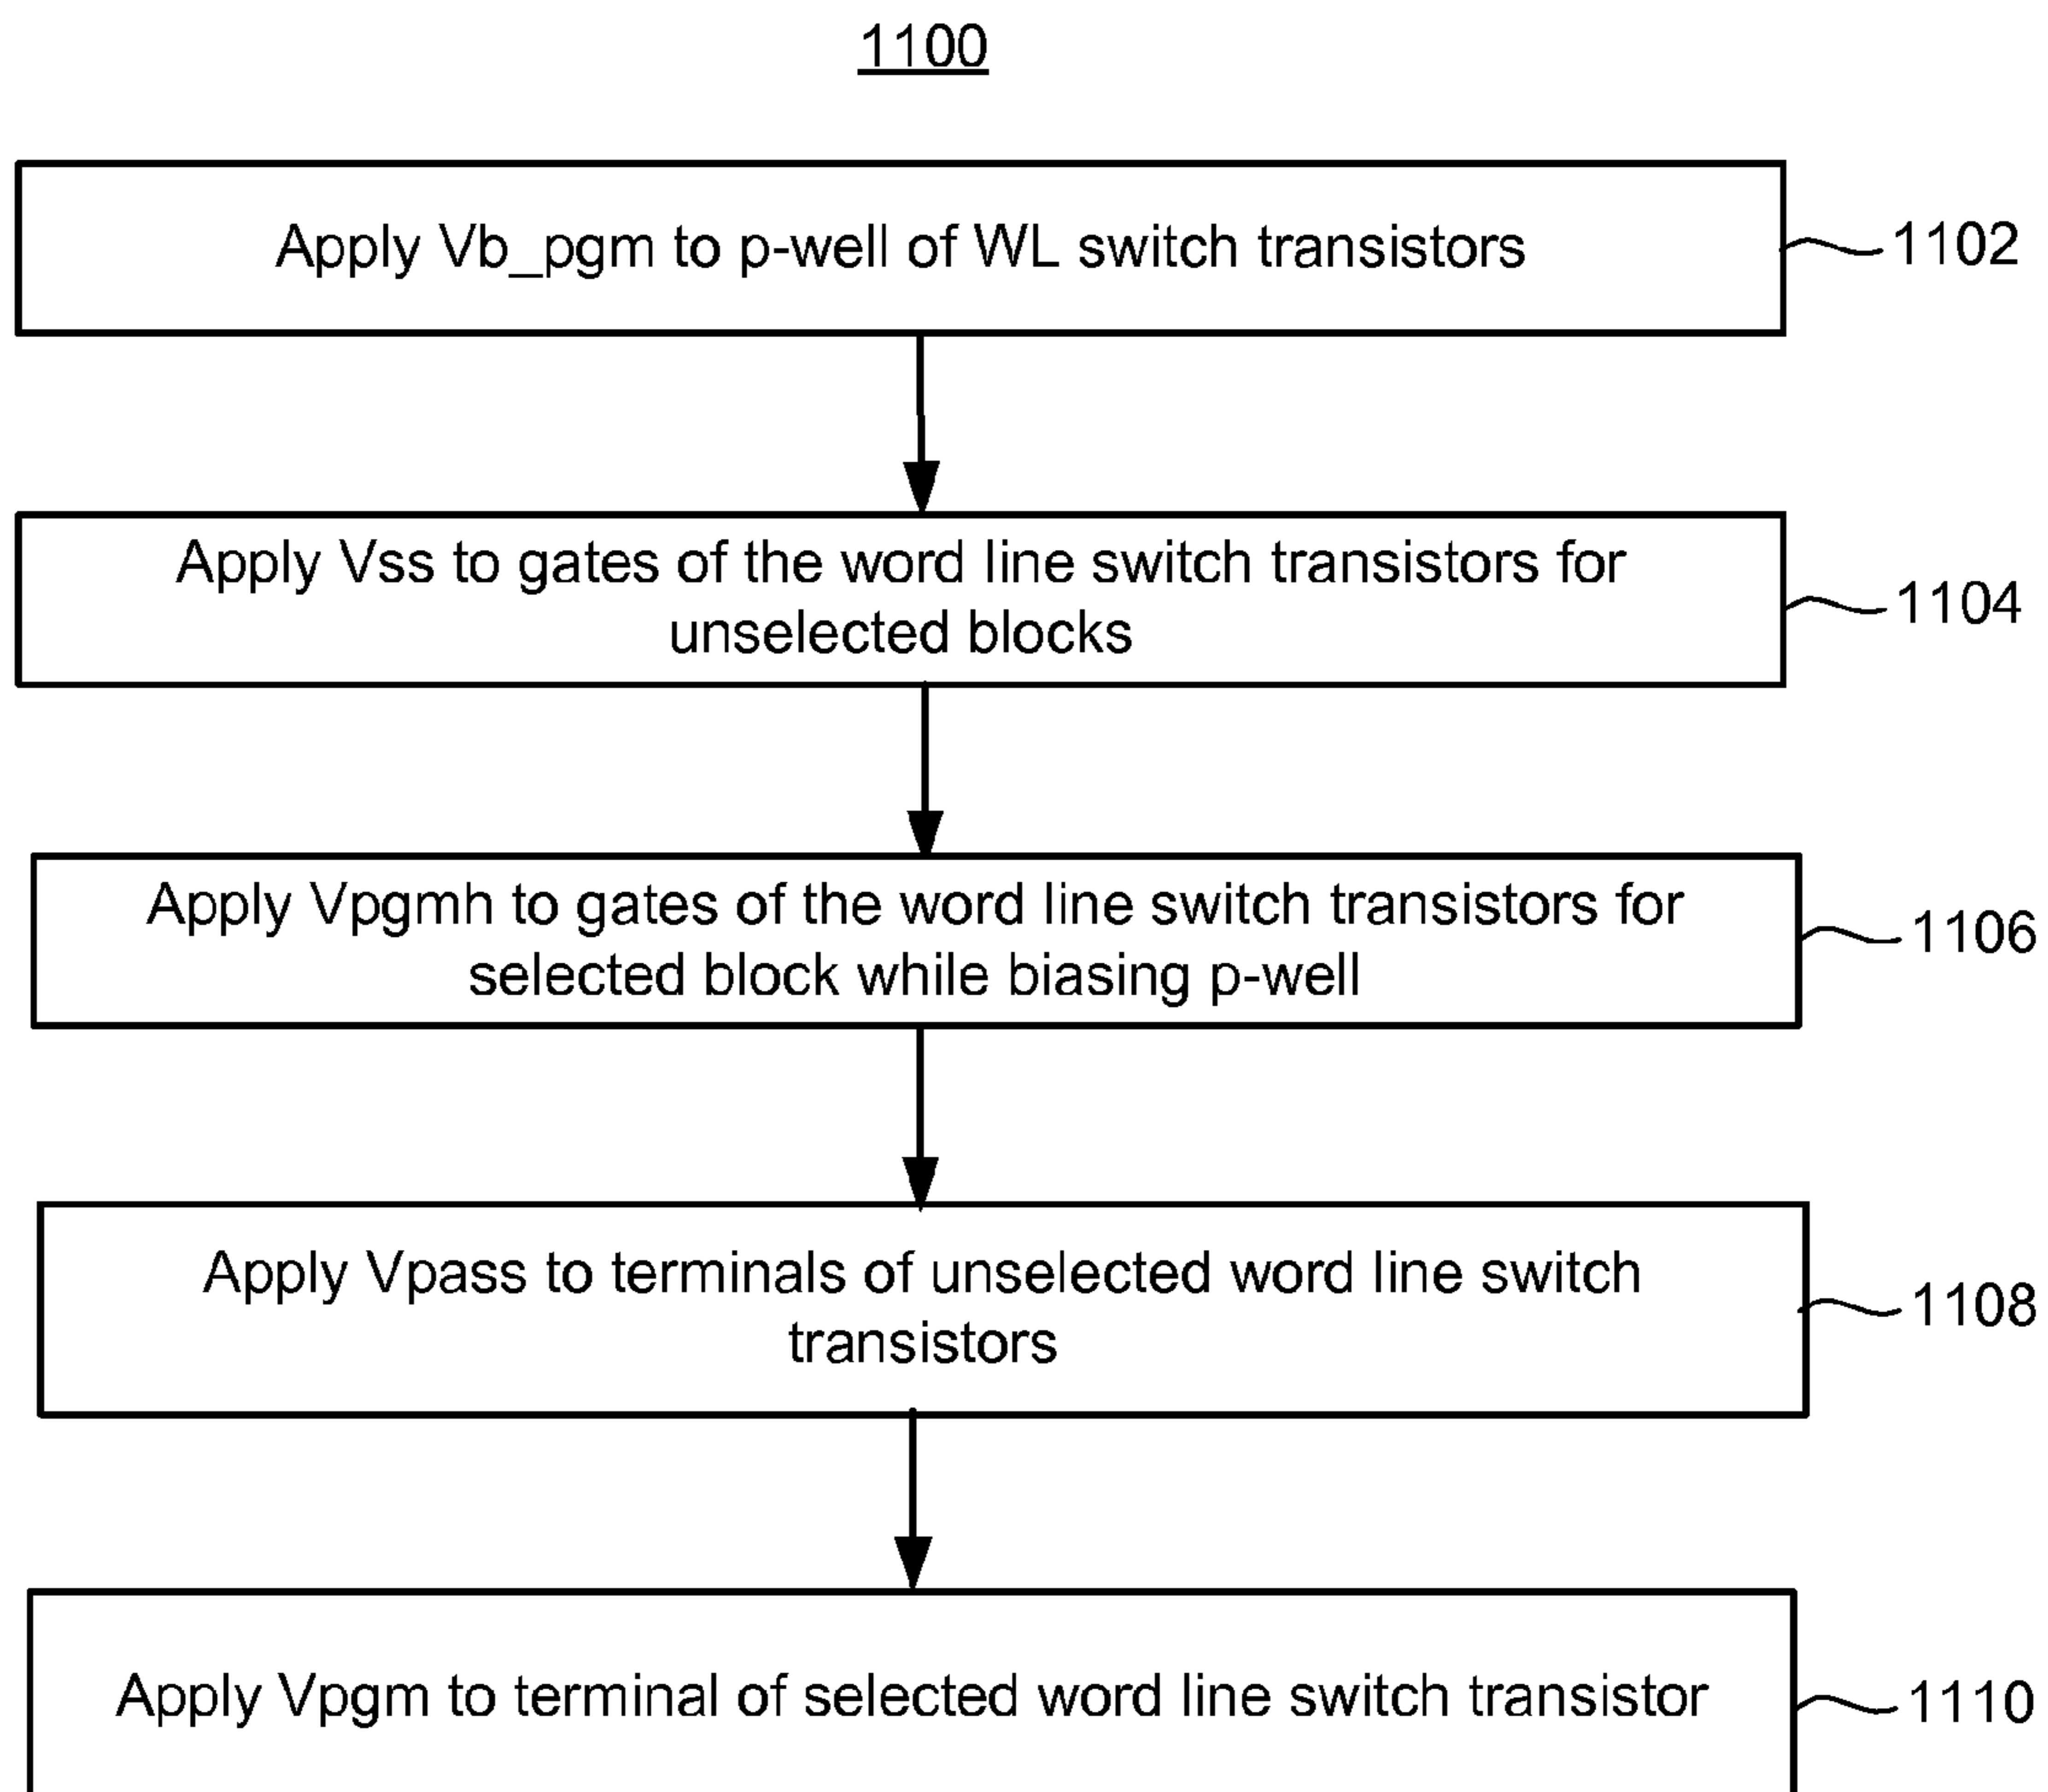 1100
Apply Vb_pgm to p-well of WL switch transistors
1102
Apply Vss to gates of the word line switch transistors for
unselected blocks
1104
Apply Vpgmh to gates of the word line switch transistors for
selected block while biasing p-well
1106
Apply Vpass to terminals of unselected word line switch
transistors
1108
Apply Vpgm to terminal of selected word line switch transistor
1110